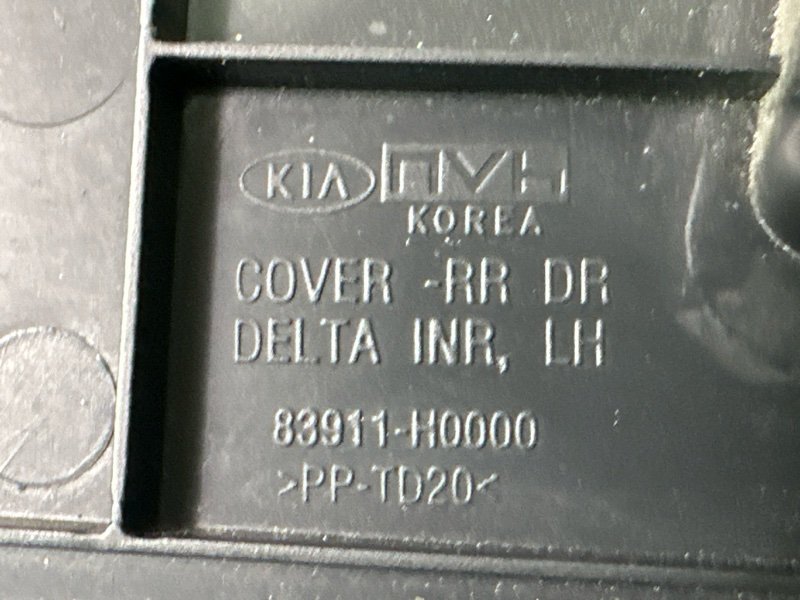 KIA
KOREA
COVER -RR DR
DELTA INR, LH
83911-H0000
>PP-TD20<